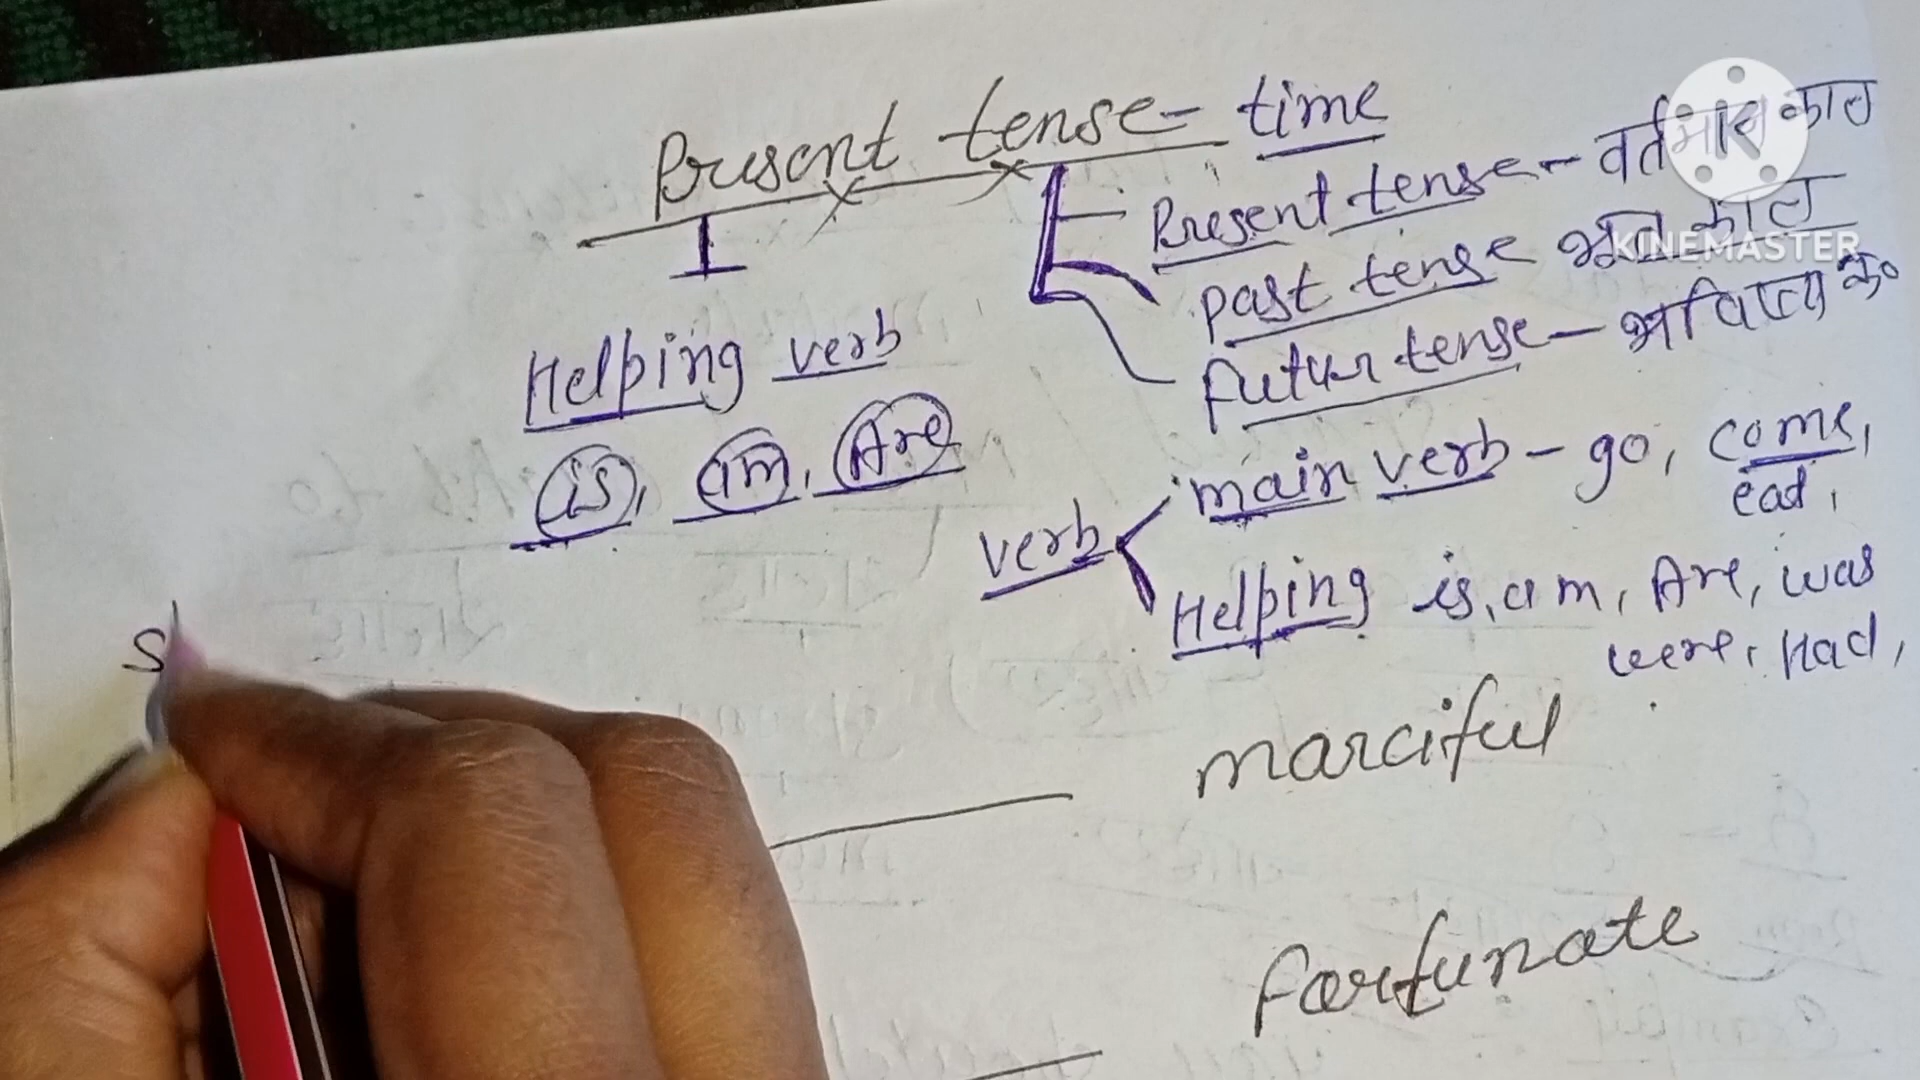 Present tense - time
Present tense - वर्तमान काल
Past tense भूत काल
Futur tense - भविष्य का०
Helping verb
is, am, Are
verb
main verb - go, come,
eat,
Helping is, am, Are, was
were, Had,
S
marciful
fortunate
K
KINEMASTER